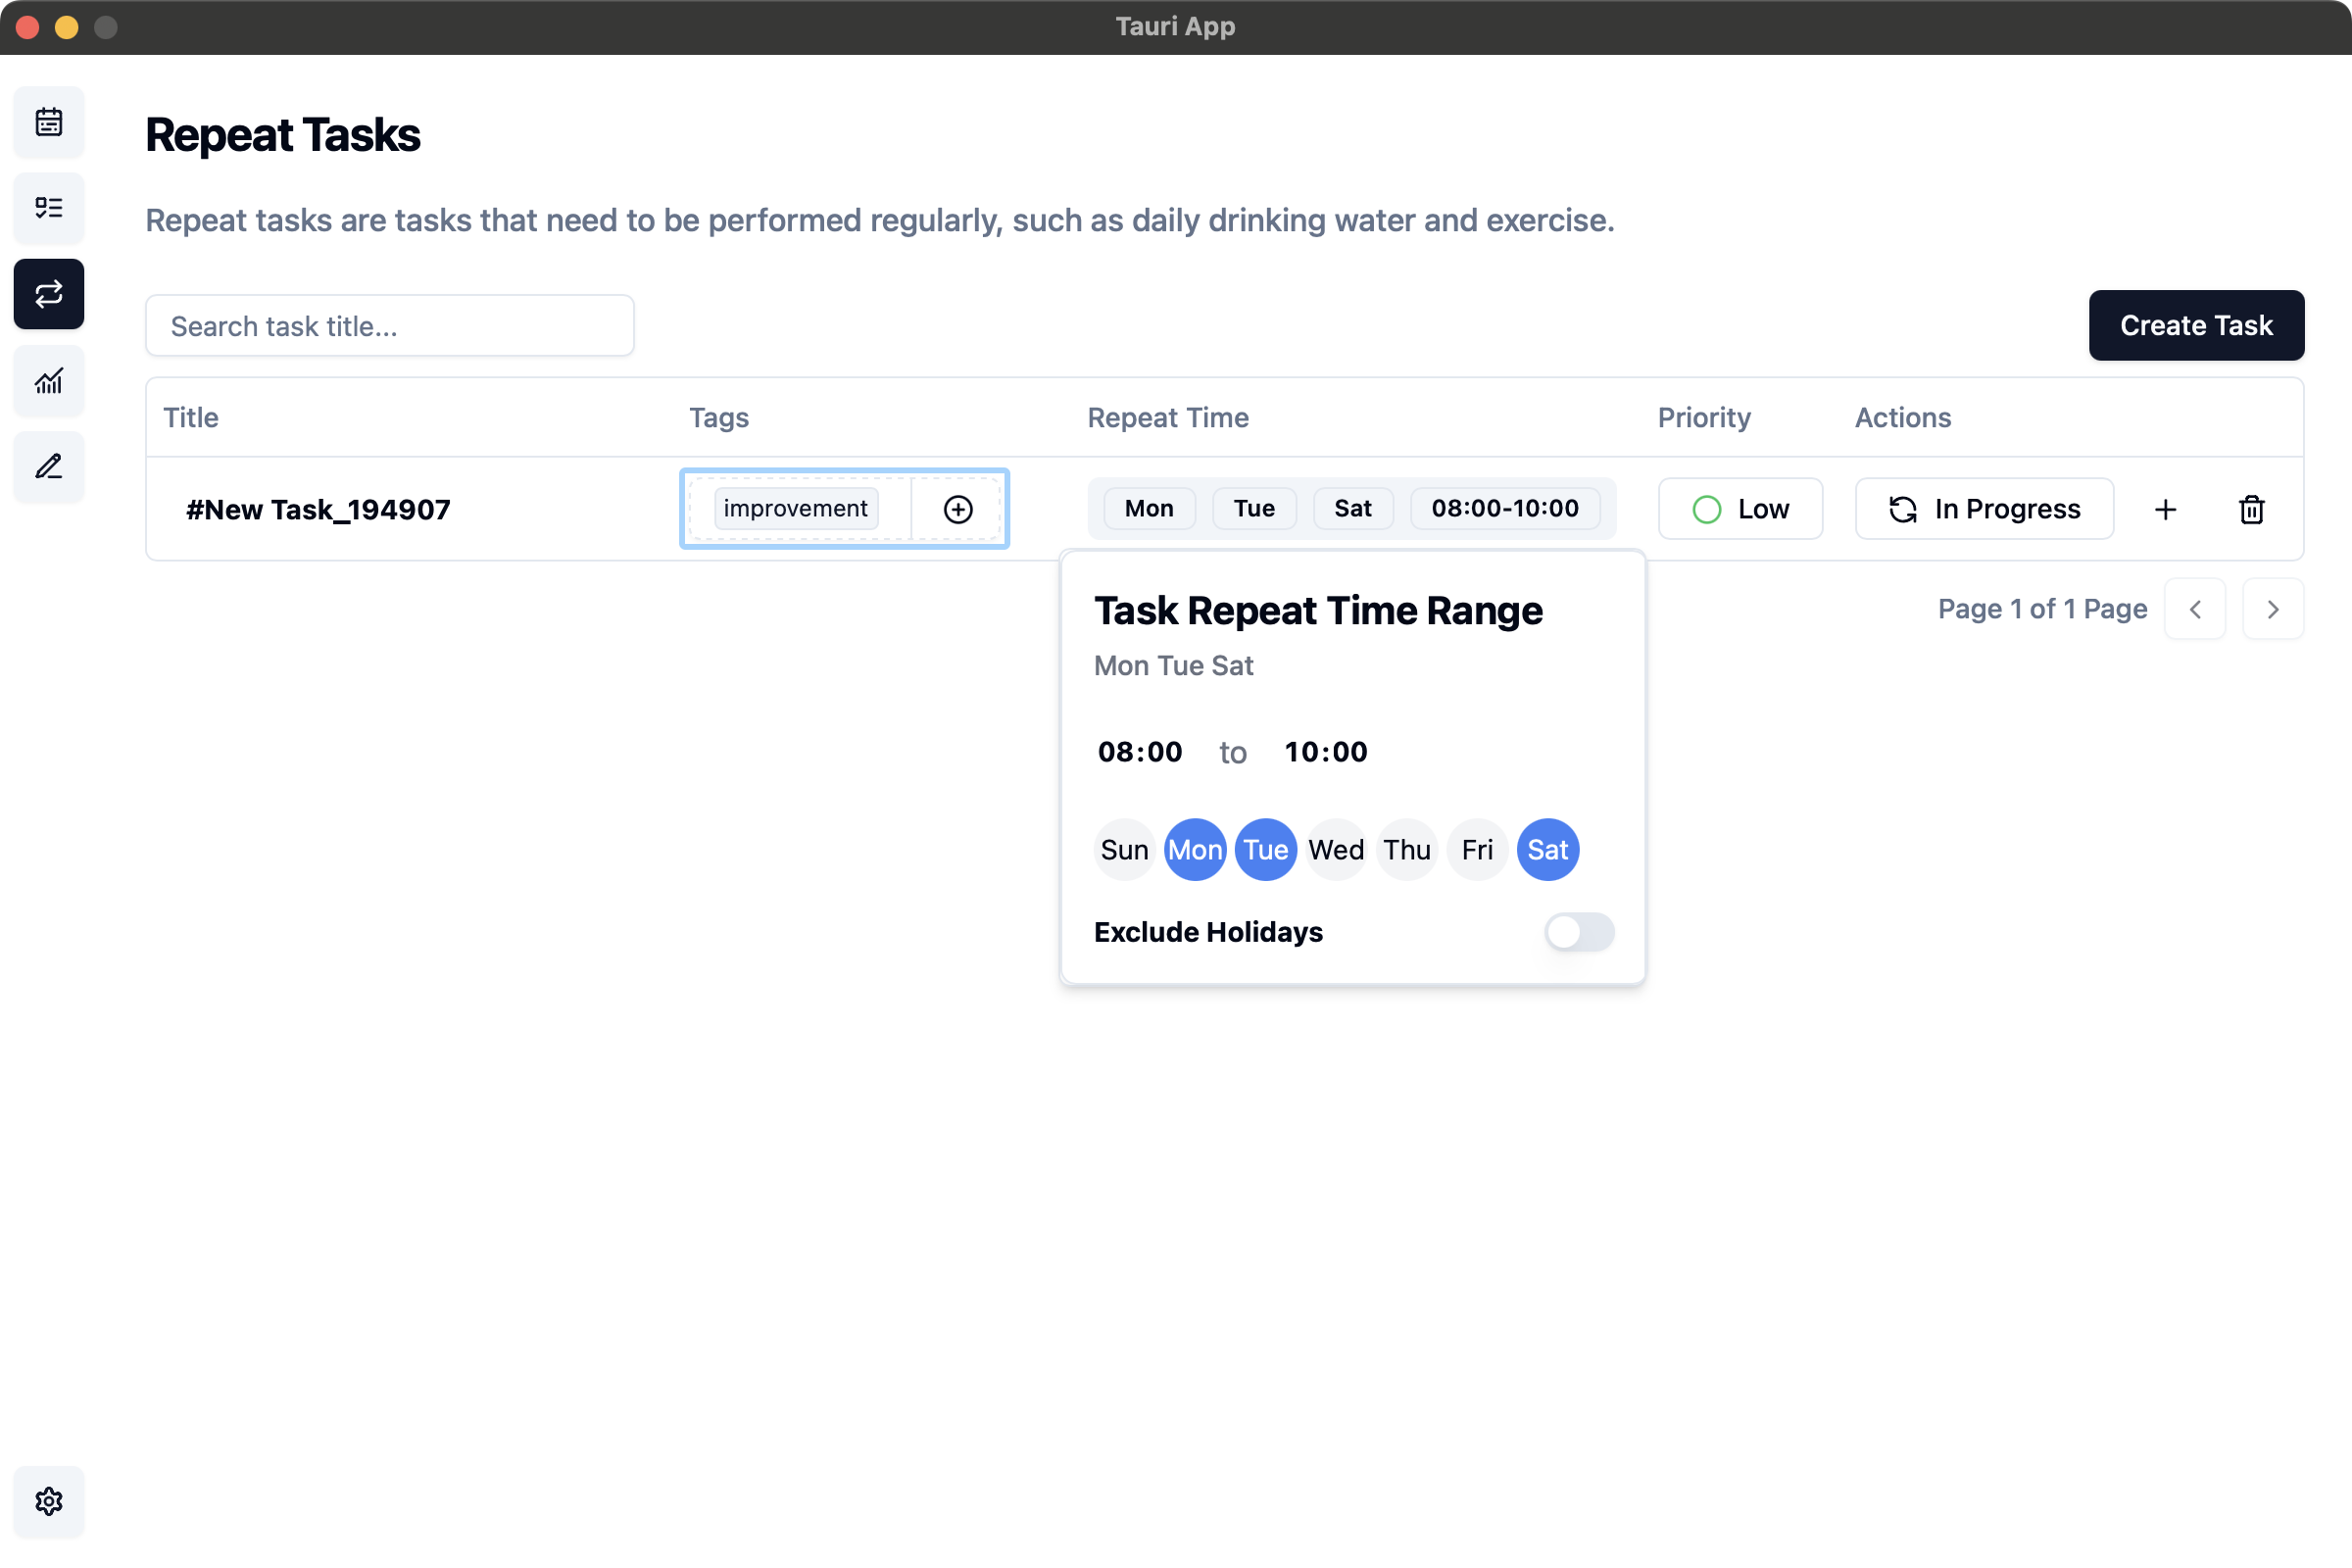 Tauri App
Repeat Tasks
Repeat tasks are tasks that need to be performed regularly, such as daily drinking water and exercise.
Search task title...
Create Task
Title Tags Repeat Time Priority Actions
#New Task_194907 improvement Mon Tue Sat 08:00-10:00 Low In Progress
Page 1 of 1 Page
Task Repeat Time Range
Mon Tue Sat
08:00 to 10:00
Sun Mon Tue Wed Thu Fri Sat
Exclude Holidays